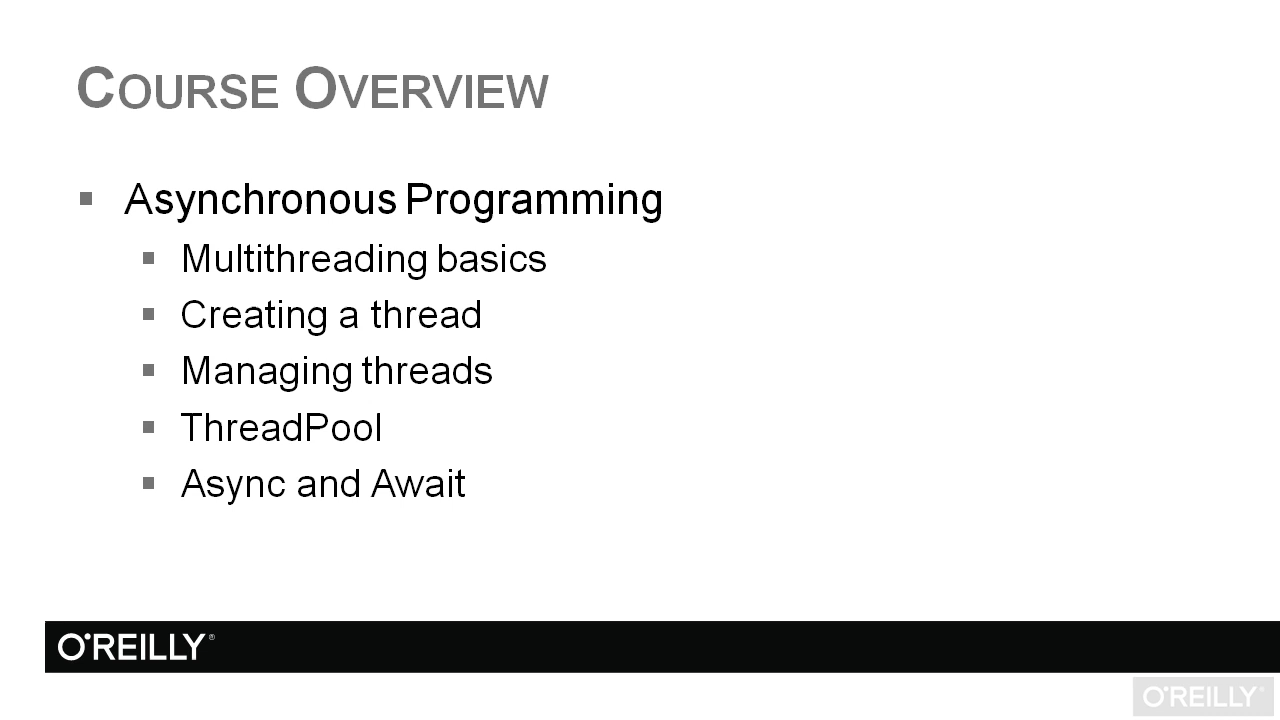 COURSE OVERVIEW
▪ Asynchronous Programming
▪ Multithreading basics
▪ Creating a thread
▪ Managing threads
▪ ThreadPool
▪ Async and Await
O'REILLY®
O'REILLY®